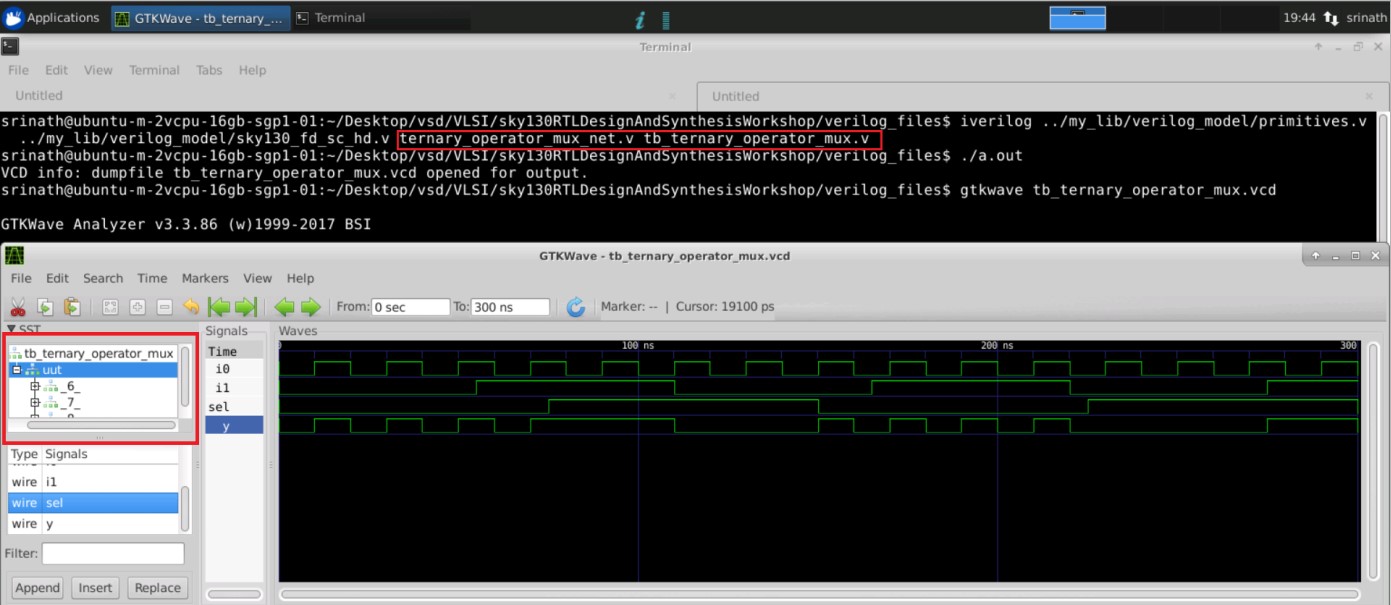 Applications GTKWave - tb_ternary_... Terminal 19:44 srinath
Terminal
File Edit View Terminal Tabs Help
Untitled Untitled
srinath@ubuntu-m-2vcpu-16gb-sgp1-01:~/Desktop/vsd/VLSI/sky130RTLDesignAndSynthesisWorkshop/verilog_files$ iverilog ../my_lib/verilog_model/primitives.v
../my_lib/verilog_model/sky130_fd_sc_hd.v ternary_operator_mux_net.v tb_ternary_operator_mux.v
srinath@ubuntu-m-2vcpu-16gb-sgp1-01:~/Desktop/vsd/VLSI/sky130RTLDesignAndSynthesisWorkshop/verilog_files$ ./a.out
VCD info: dumpfile tb_ternary_operator_mux.vcd opened for output.
srinath@ubuntu-m-2vcpu-16gb-sgp1-01:~/Desktop/vsd/VLSI/sky130RTLDesignAndSynthesisWorkshop/verilog_files$ gtkwave tb_ternary_operator_mux.vcd
GTKWave Analyzer v3.3.86 (w)1999-2017 BSI
GTKWave - tb_ternary_operator_mux.vcd
File Edit Search Time Markers View Help
From: 0 sec To: 300 ns Marker: -- | Cursor: 19100 ps
SST
tb_ternary_operator_mux
uut
_6_
_7_
Type Signals
wire i1
wire sel
wire y
Filter:
Append Insert Replace
Signals
Time
i0
i1
sel
y
Waves
100 ns 200 ns 300